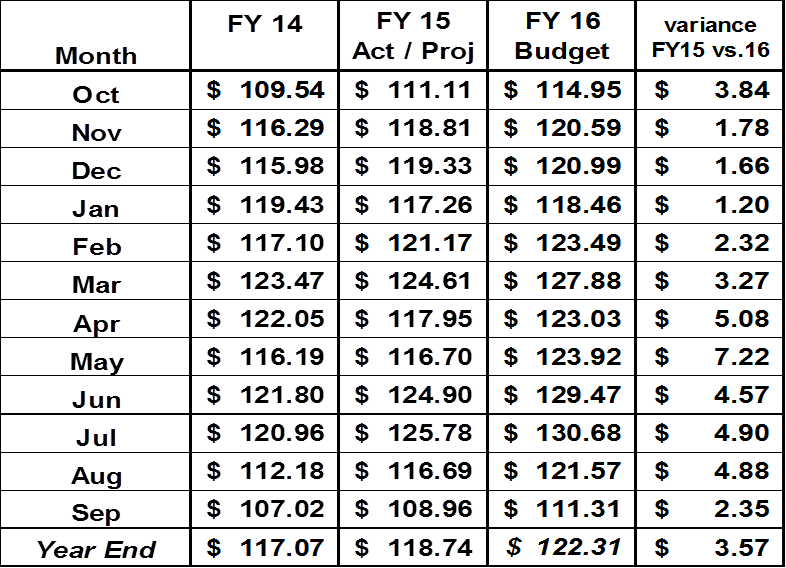 Month FY 14 FY 15 Act / Proj FY 16 Budget variance FY15 vs.16
Oct $ 109.54 $ 111.11 $ 114.95 $ 3.84
Nov $ 116.29 $ 118.81 $ 120.59 $ 1.78
Dec $ 115.98 $ 119.33 $ 120.99 $ 1.66
Jan $ 119.43 $ 117.26 $ 118.46 $ 1.20
Feb $ 117.10 $ 121.17 $ 123.49 $ 2.32
Mar $ 123.47 $ 124.61 $ 127.88 $ 3.27
Apr $ 122.05 $ 117.95 $ 123.03 $ 5.08
May $ 116.19 $ 116.70 $ 123.92 $ 7.22
Jun $ 121.80 $ 124.90 $ 129.47 $ 4.57
Jul $ 120.96 $ 125.78 $ 130.68 $ 4.90
Aug $ 112.18 $ 116.69 $ 121.57 $ 4.88
Sep $ 107.02 $ 108.96 $ 111.31 $ 2.35
Year End $ 117.07 $ 118.74 $ 122.31 $ 3.57